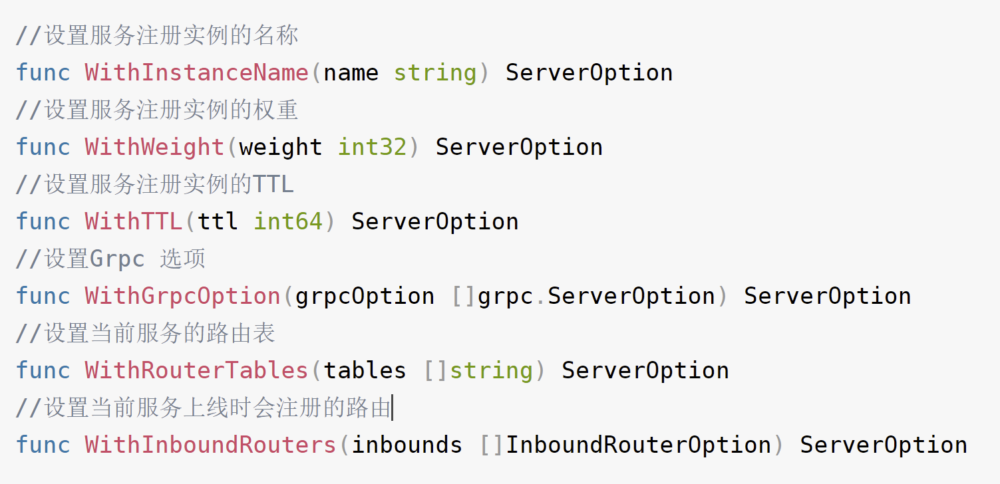 //设置服务注册实例的名称
func WithInstanceName(name string) ServerOption
//设置服务注册实例的权重
func WithWeight(weight int32) ServerOption
//设置服务注册实例的TTL
func WithTTL(ttl int64) ServerOption
//设置Grpc 选项
func WithGrpcOption(grpcOption []grpc.ServerOption) ServerOption
//设置当前服务的路由表
func WithRouterTables(tables []string) ServerOption
//设置当前服务上线时会注册的路由
func WithInboundRouters(inbounds []InboundRouterOption) ServerOption